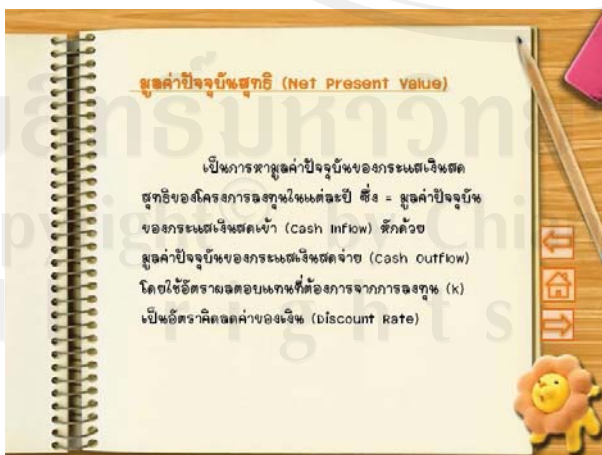 มูลค่าปัจจุบันสุทธิ (Net Present Value)
เป็นการหามูลค่าปัจจุบันของกระแสเงินสด
สุทธิของโครงการลงทุนในแต่ละปี ซึ่ง = มูลค่าปัจจุบัน
ของกระแสเงินสดเข้า (Cash Inflow) หักด้วย
มูลค่าปัจจุบันของกระแสเงินสดจ่าย (Cash Outflow)
โดยใช้อัตราผลตอบแทนที่ต้องการจากการลงทุน (k)
เป็นอัตราคิดลดค่าของเงิน (Discount Rate)